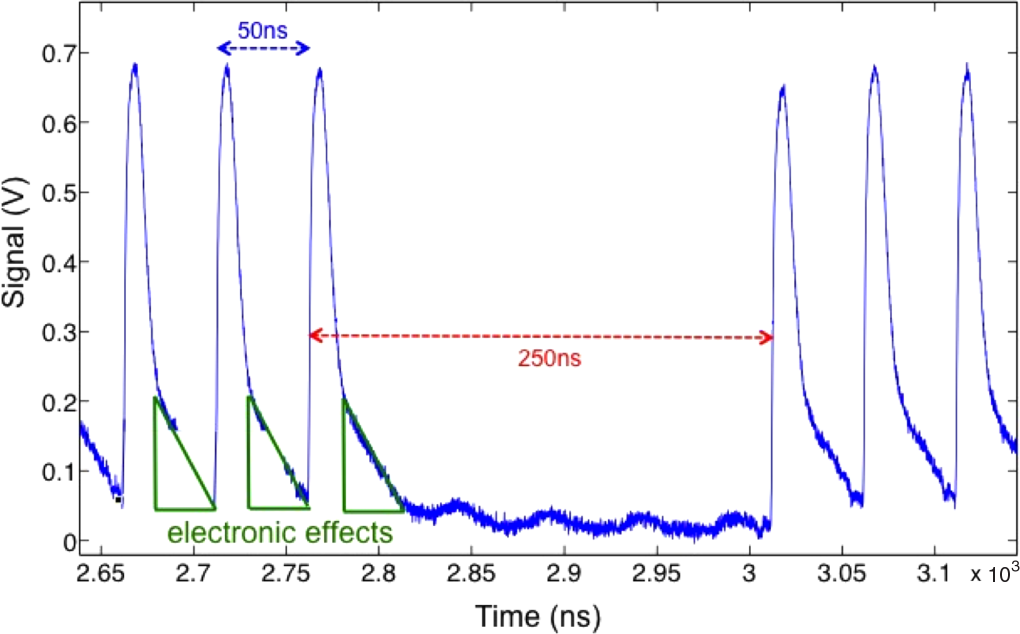 50ns
0.7
0.6
0.5
0.4
0.3
0.2
0.1
0
Signal (V)
250ns
electronic effects
2.65 2.7 2.75 2.8 2.85 2.9 2.95 3 3.05 3.1 x 10³
Time (ns)